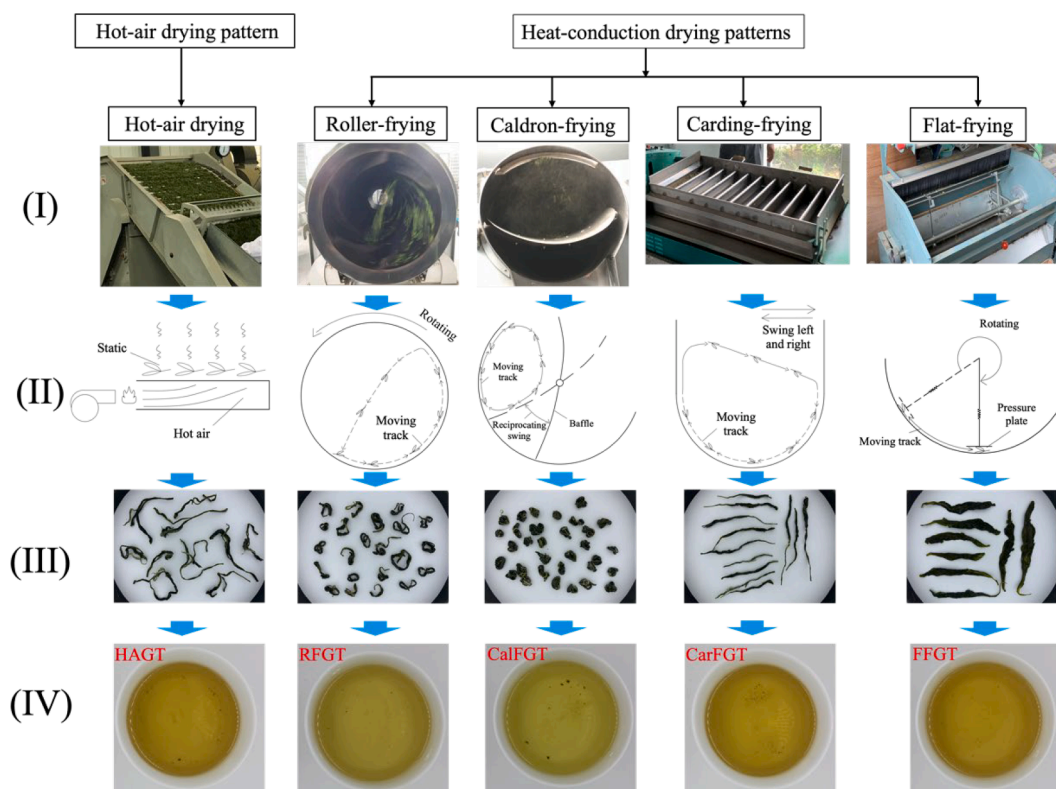 Hot-air drying pattern
Heat-conduction drying patterns
Hot-air drying
Roller-frying
Caldron-frying
Carding-frying
Flat-frying
(I)
(II)
Static
Hot air
Rotating
Moving
track
Moving
track
Reciprocating
swing
Baffle
Swing left
and right
Moving
track
Rotating
Pressure
plate
Moving track
(III)
(IV)
HAGT
RFGT
CalFGT
CarFGT
FFGT